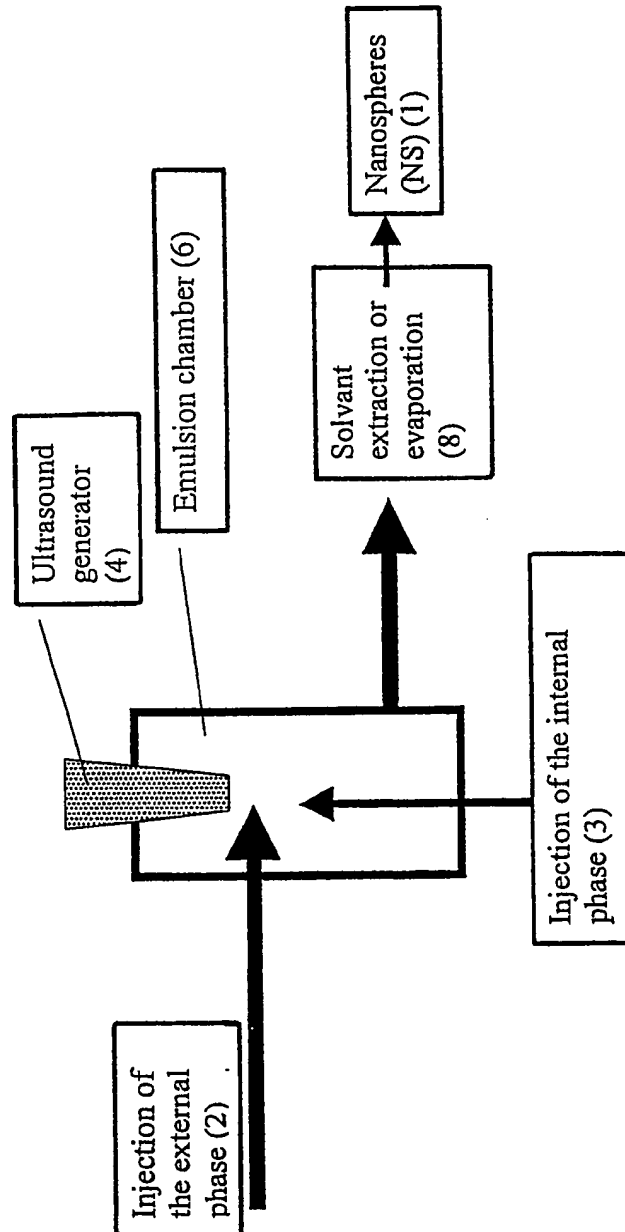 Ultrasound
generator
(4)
Emulsion chamber (6)
Injection of
the external
phase (2)
Injection of the internal
phase (3)
Solvant
extraction or
evaporation
(8)
Nanospheres
(NS) (1)